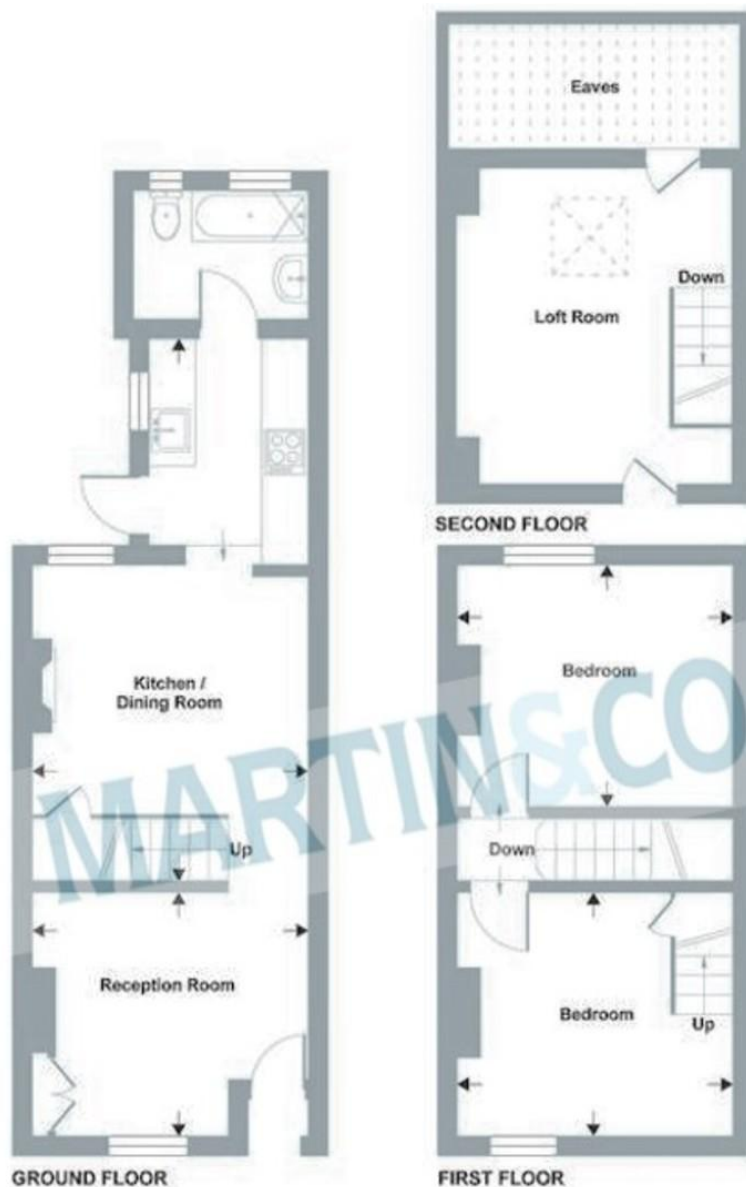 Eaves
Down
Loft Room
SECOND FLOOR
Kitchen /
Dining Room
Up
Reception Room
GROUND FLOOR
Bedroom
Down
Bedroom
Up
FIRST FLOOR
MARTIN&CO